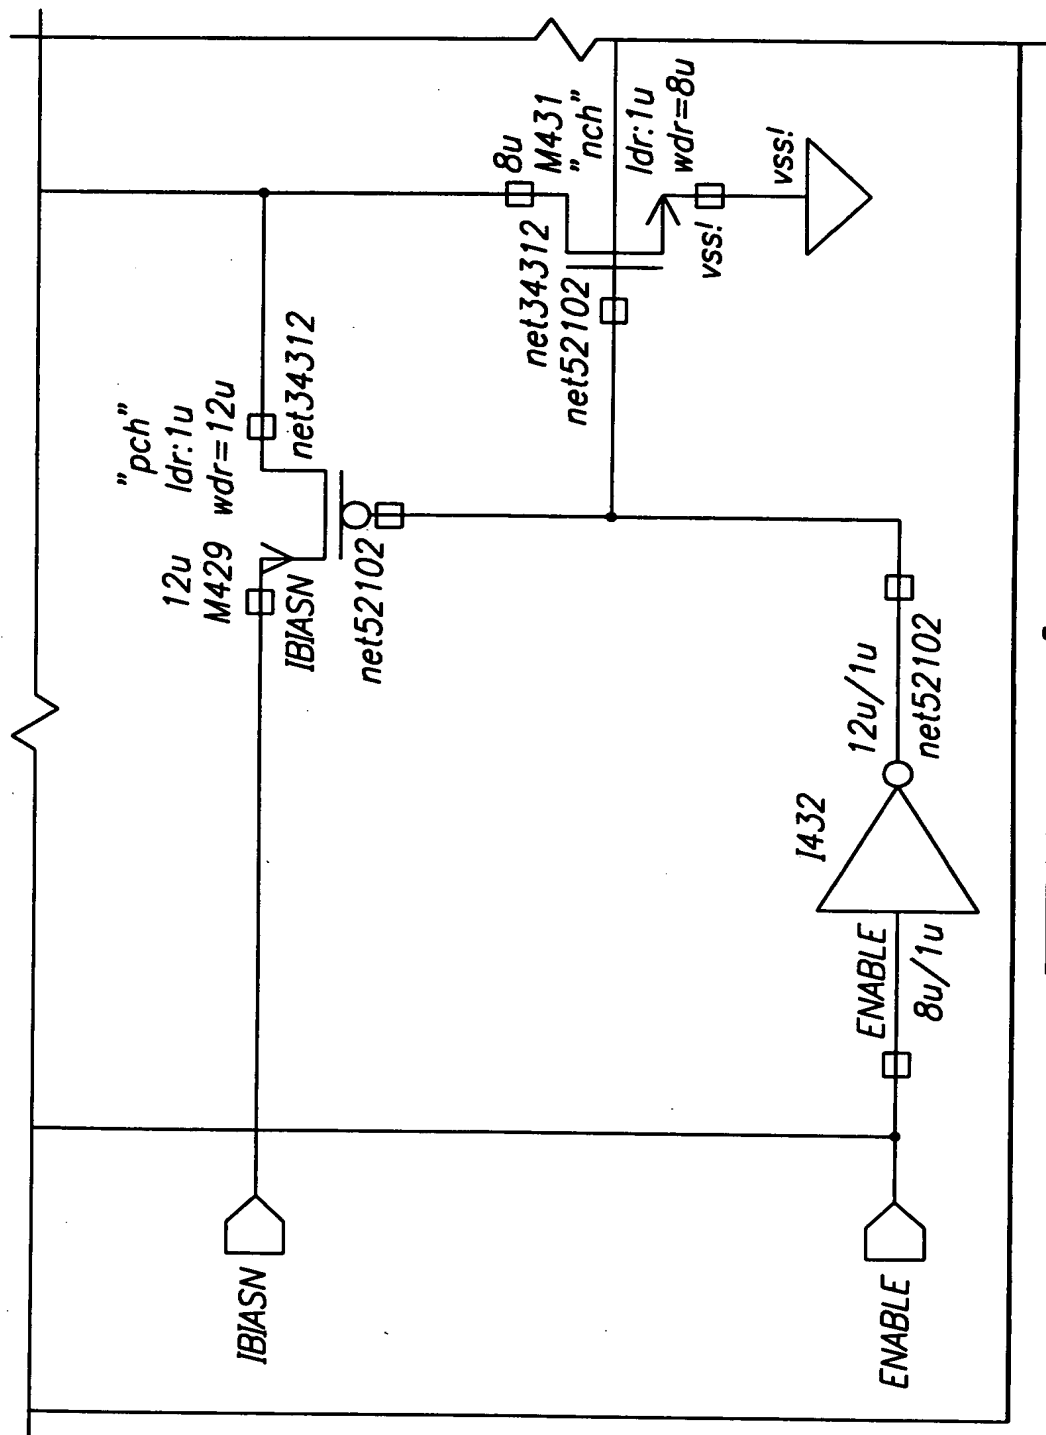 8u
M431
"nch"
ldr:1u
wdr=8u
vss!
vss!
net34312
net52102
"pch"
ldr:1u
wdr=12u
net34312
12u
M429
IBIASN
net52102
12u/1u
net52102
I432
ENABLE
8u/1u
IBIASN
ENABLE